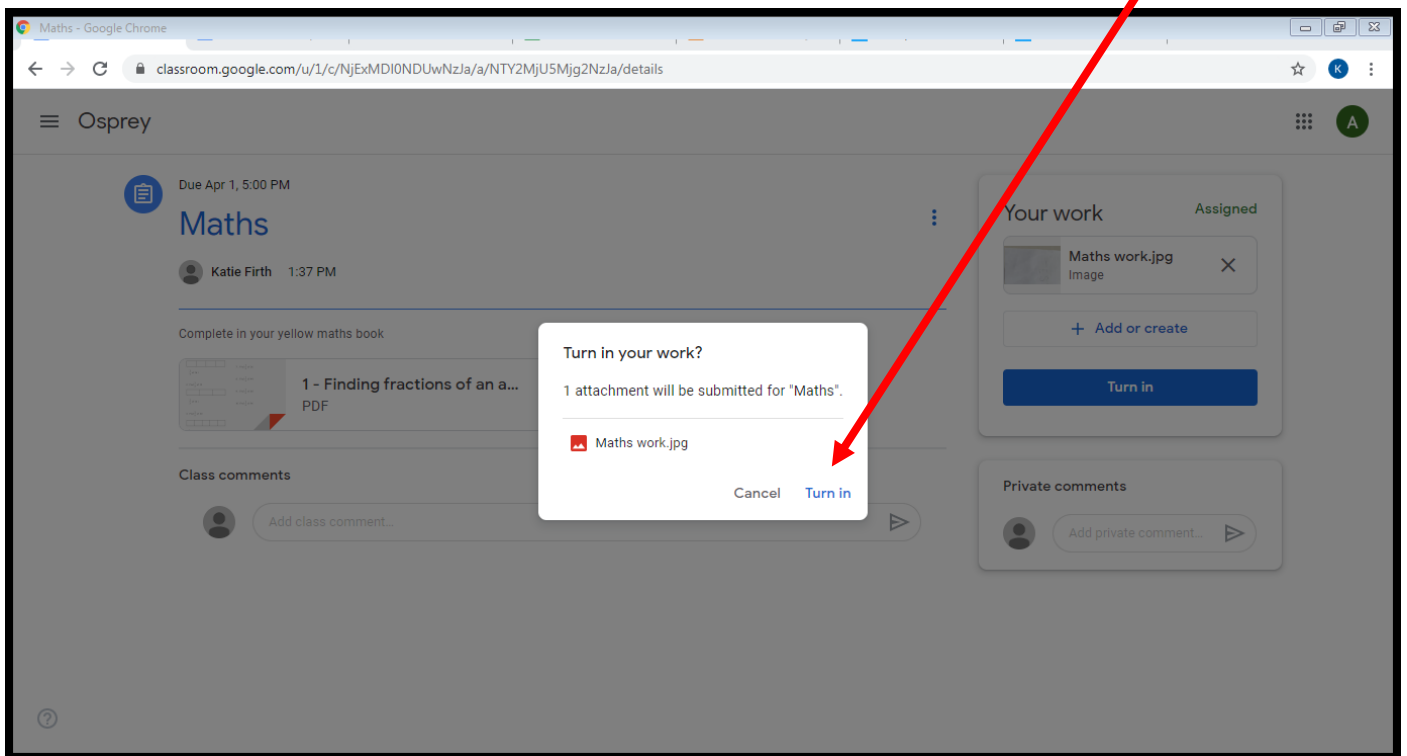 Maths - Google Chrome
classroom.google.com/u/1/c/NjExMDI0NDUwNzJa/a/NTY2MjU5Mjg2NzJa/details
K
Osprey
A
Due Apr 1, 5:00 PM
Maths
Katie Firth 1:37 PM
Complete in your yellow maths book
1 - Finding fractions of an a...
PDF
Class comments
Add class comment...
Turn in your work?
1 attachment will be submitted for "Maths".
Maths work.jpg
Cancel Turn in
Your work Assigned
Maths work.jpg
Image
+ Add or create
Turn in
Private comments
Add private comment...